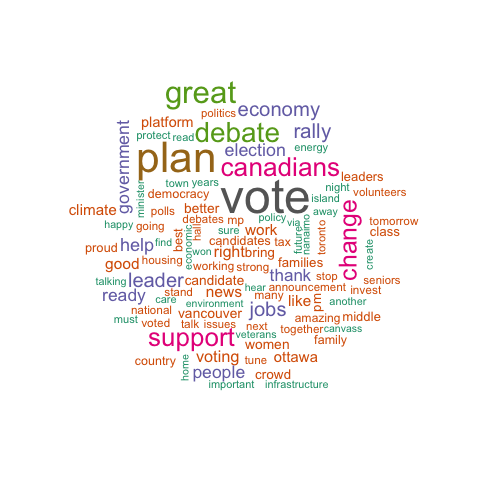 great
politics
economy
platform
protect
read
debate
rally
government
plan
election
energy
canadians
minister
town
years
leaders
democracy
vote
night
volunteers
climate
polls
better
island
debates
mp
policy
away
tomorrow
happy
going
best
hall
sure
work
via
future
nanaimo
toronto
change
class
proud
help
find
economic
candidates
tax
won
right
bring
create
good
housing
working
strong
families
talking
leader
candidate
hear
thank
stop
seniors
announcement
invest
care
ready
stand
news
many
like
pm
another
environment
national
vancouver
jobs
amazing
middle
must
voted
talk
issues
next
together
canvass
support
veterans
women
family
country
home
voting
tune
ottawa
people
crowd
important
infrastructure